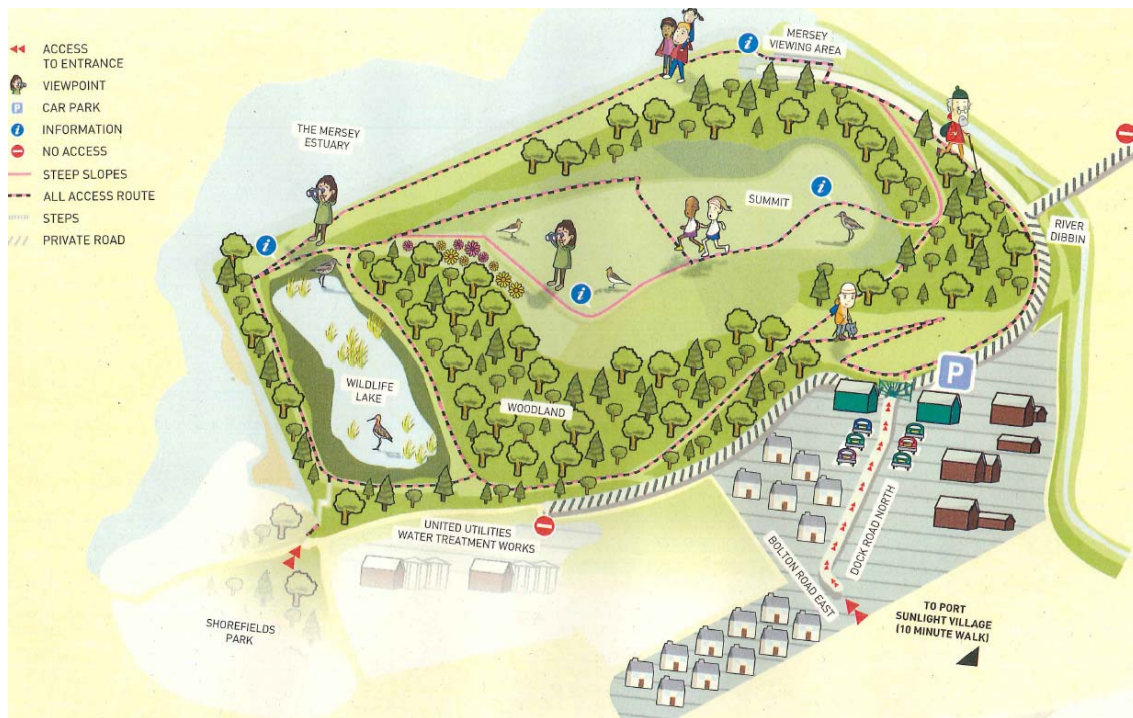 ACCESS
TO ENTRANCE
VIEWPOINT
P
CAR PARK
i
INFORMATION
NO ACCESS
STEEP SLOPES
ALL ACCESS ROUTE
STEPS
PRIVATE ROAD
THE MERSEY
ESTUARY
i
MERSEY
VIEWING AREA
i
SUMMIT
RIVER
DIBBIN
i
i
WILDLIFE
LAKE
WOODLAND
P
UNITED UTILITIES
WATER TREATMENT WORKS
DOCK ROAD NORTH
BOLTON ROAD EAST
SHOREFIELDS
PARK
TO PORT
SUNLIGHT VILLAGE
(10 MINUTE WALK)